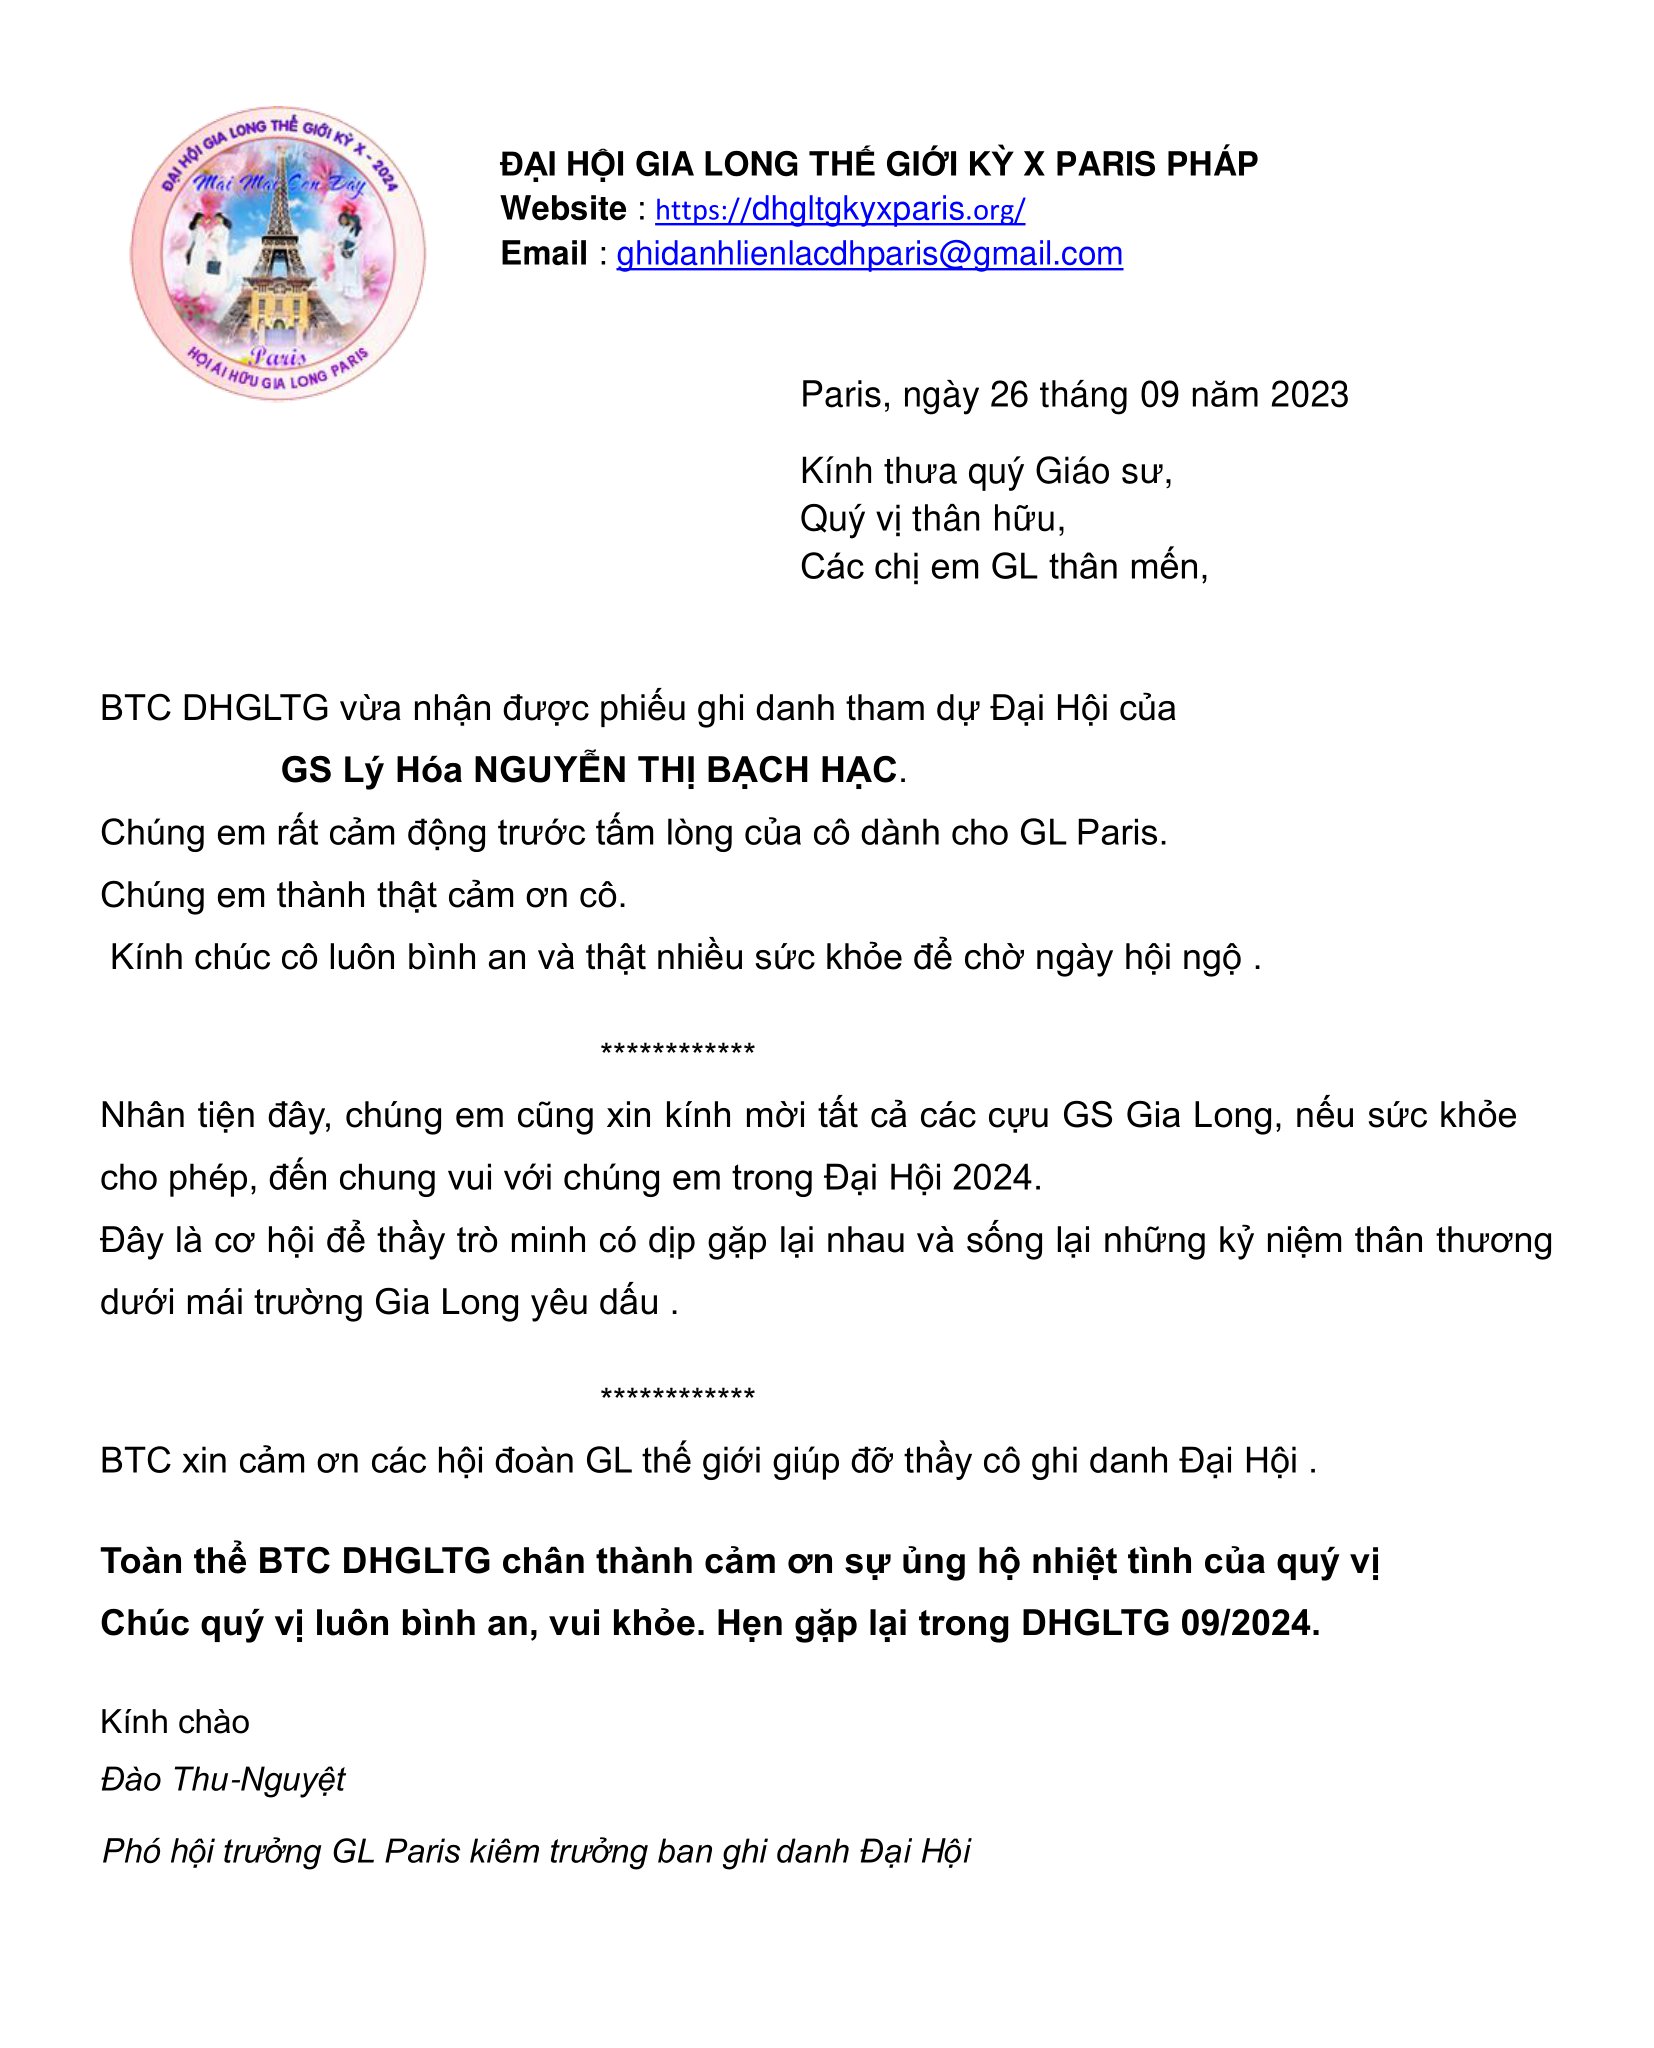 ĐẠI HỘI GIA LONG THẾ GIỚI KỲ X - 2024
Mãi Mãi Còn Đây
Paris
HỘI ÁI HỮU GIA LONG PARIS
ĐẠI HỘI GIA LONG THẾ GIỚI KỲ X PARIS PHÁP
Website : https://dhgltgkyxparis.org/
Email : ghidanhlienlacdhparis@gmail.com
Paris, ngày 26 tháng 09 năm 2023
Kính thưa quý Giáo sư,
Quý vị thân hữu,
Các chị em GL thân mến,
BTC DHGLTG vừa nhận được phiếu ghi danh tham dự Đại Hội của
GS Lý Hóa NGUYỄN THỊ BẠCH HẠC.
Chúng em rất cảm động trước tấm lòng của cô dành cho GL Paris.
Chúng em thành thật cảm ơn cô.
Kính chúc cô luôn bình an và thật nhiều sức khỏe để chờ ngày hội ngộ .
************
Nhân tiện đây, chúng em cũng xin kính mời tất cả các cựu GS Gia Long, nếu sức khỏe
cho phép, đến chung vui với chúng em trong Đại Hội 2024.
Đây là cơ hội để thầy trò minh có dịp gặp lại nhau và sống lại những kỷ niệm thân thương
dưới mái trường Gia Long yêu dấu .
************
BTC xin cảm ơn các hội đoàn GL thế giới giúp đỡ thầy cô ghi danh Đại Hội .
Toàn thể BTC DHGLTG chân thành cảm ơn sự ủng hộ nhiệt tình của quý vị
Chúc quý vị luôn bình an, vui khỏe. Hẹn gặp lại trong DHGLTG 09/2024.
Kính chào
Đào Thu-Nguyệt
Phó hội trưởng GL Paris kiêm trưởng ban ghi danh Đại Hội